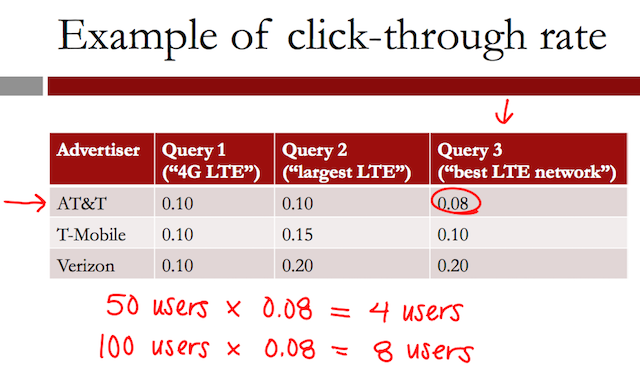 Example of click-through rate
Advertiser Query 1 ("4G LTE") Query 2 ("largest LTE") Query 3 ("best LTE network")
AT&T 0.10 0.10 0.08
T-Mobile 0.10 0.15 0.10
Verizon 0.10 0.20 0.20
50 users × 0.08 = 4 users
100 users × 0.08 = 8 users